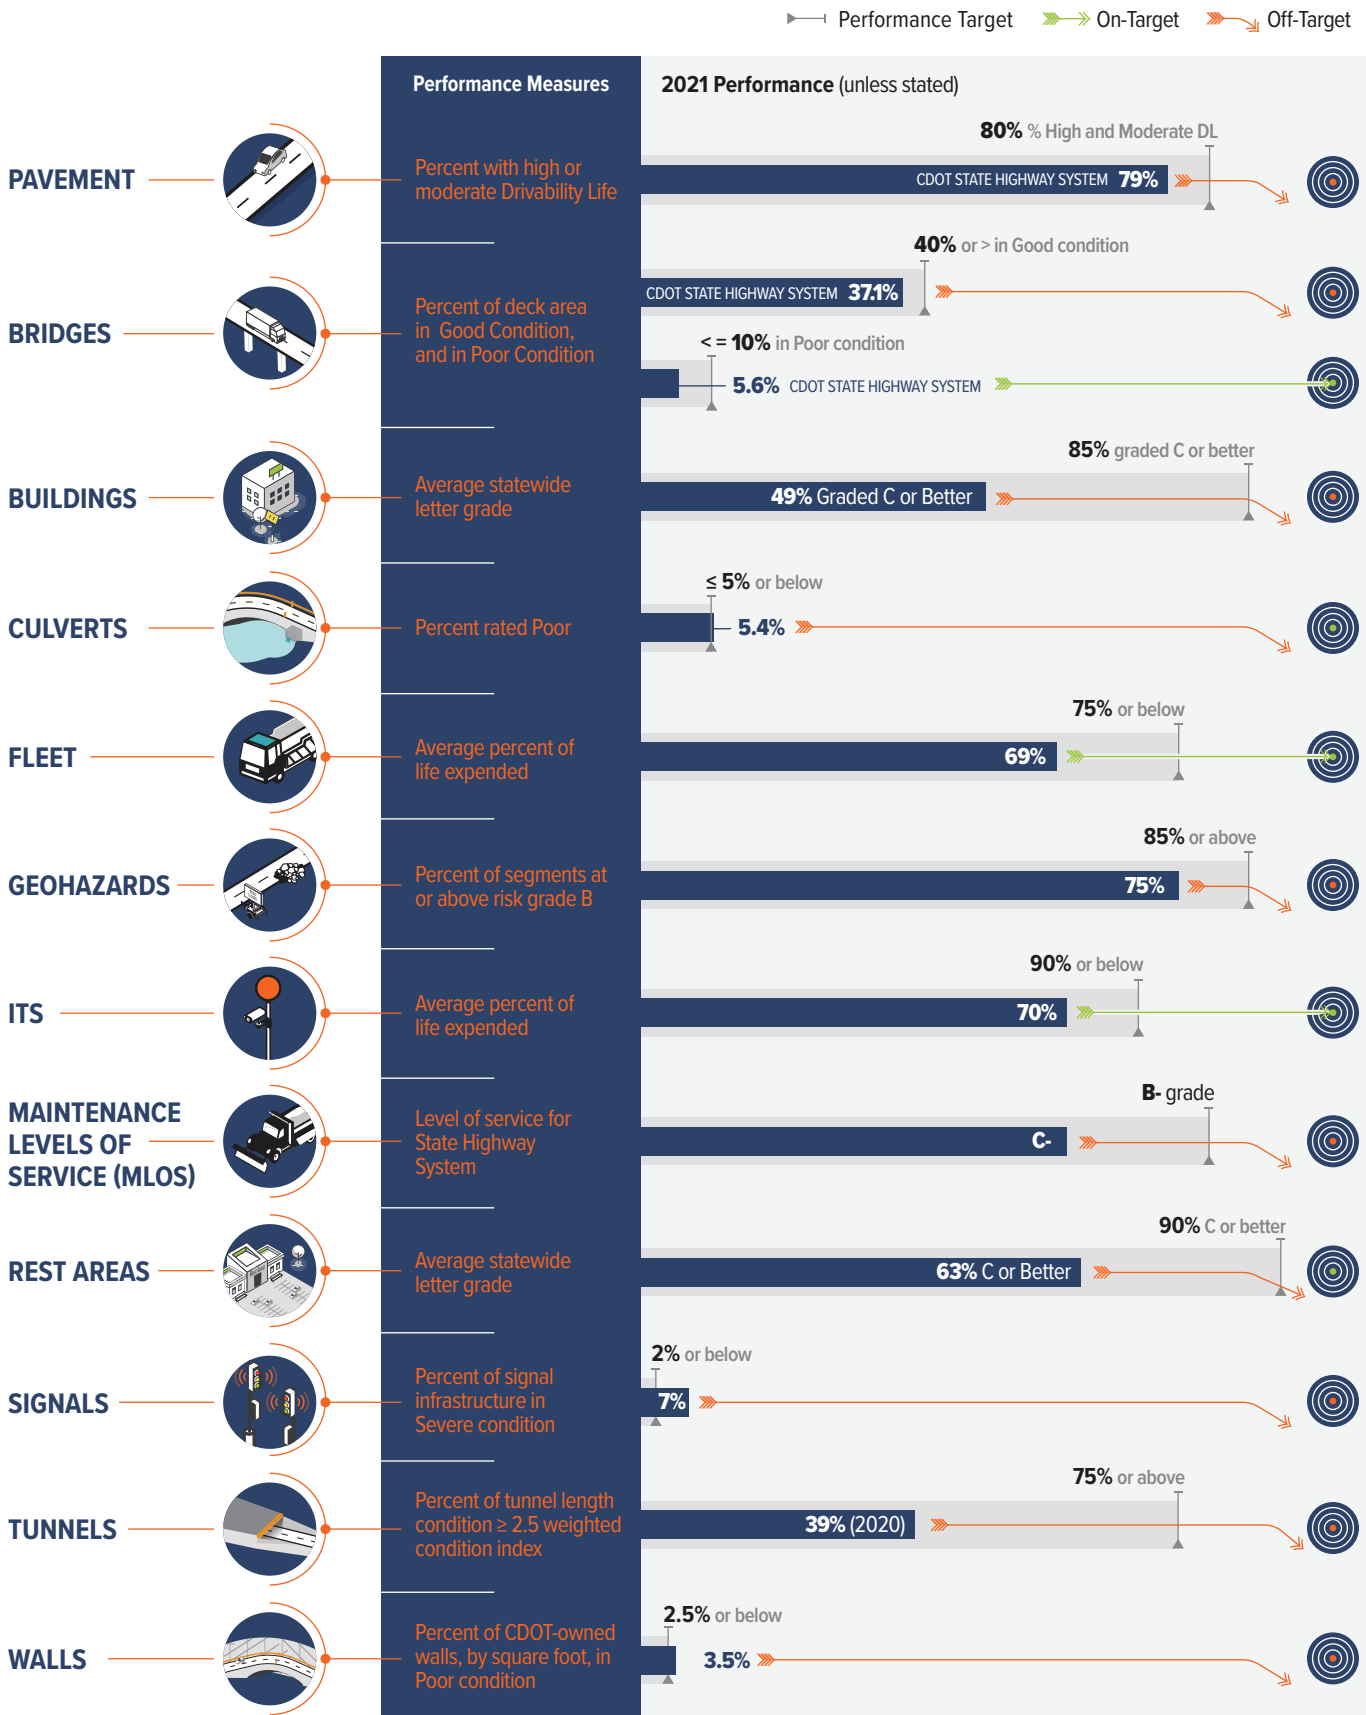 Performance Target
On-Target
Off-Target
Performance Measures
2021 Performance (unless stated)
PAVEMENT
Percent with high or
moderate Drivability Life
80% % High and Moderate DL
CDOT STATE HIGHWAY SYSTEM 79%
BRIDGES
Percent of deck area
in Good Condition,
and in Poor Condition
40% or > in Good condition
CDOT STATE HIGHWAY SYSTEM 37.1%
< = 10% in Poor condition
5.6% CDOT STATE HIGHWAY SYSTEM
BUILDINGS
Average statewide
letter grade
85% graded C or better
49% Graded C or Better
CULVERTS
Percent rated Poor
≤ 5% or below
5.4%
FLEET
Average percent of
life expended
75% or below
69%
GEOHAZARDS
Percent of segments at
or above risk grade B
85% or above
75%
ITS
Average percent of
life expended
90% or below
70%
MAINTENANCE
LEVELS OF
SERVICE (MLOS)
Level of service for
State Highway
System
B- grade
C-
REST AREAS
Average statewide
letter grade
90% C or better
63% C or Better
SIGNALS
Percent of signal
infrastructure in
Severe condition
2% or below
7%
TUNNELS
Percent of tunnel length
condition ≥ 2.5 weighted
condition index
75% or above
39% (2020)
WALLS
Percent of CDOT-owned
walls, by square foot, in
Poor condition
2.5% or below
3.5%